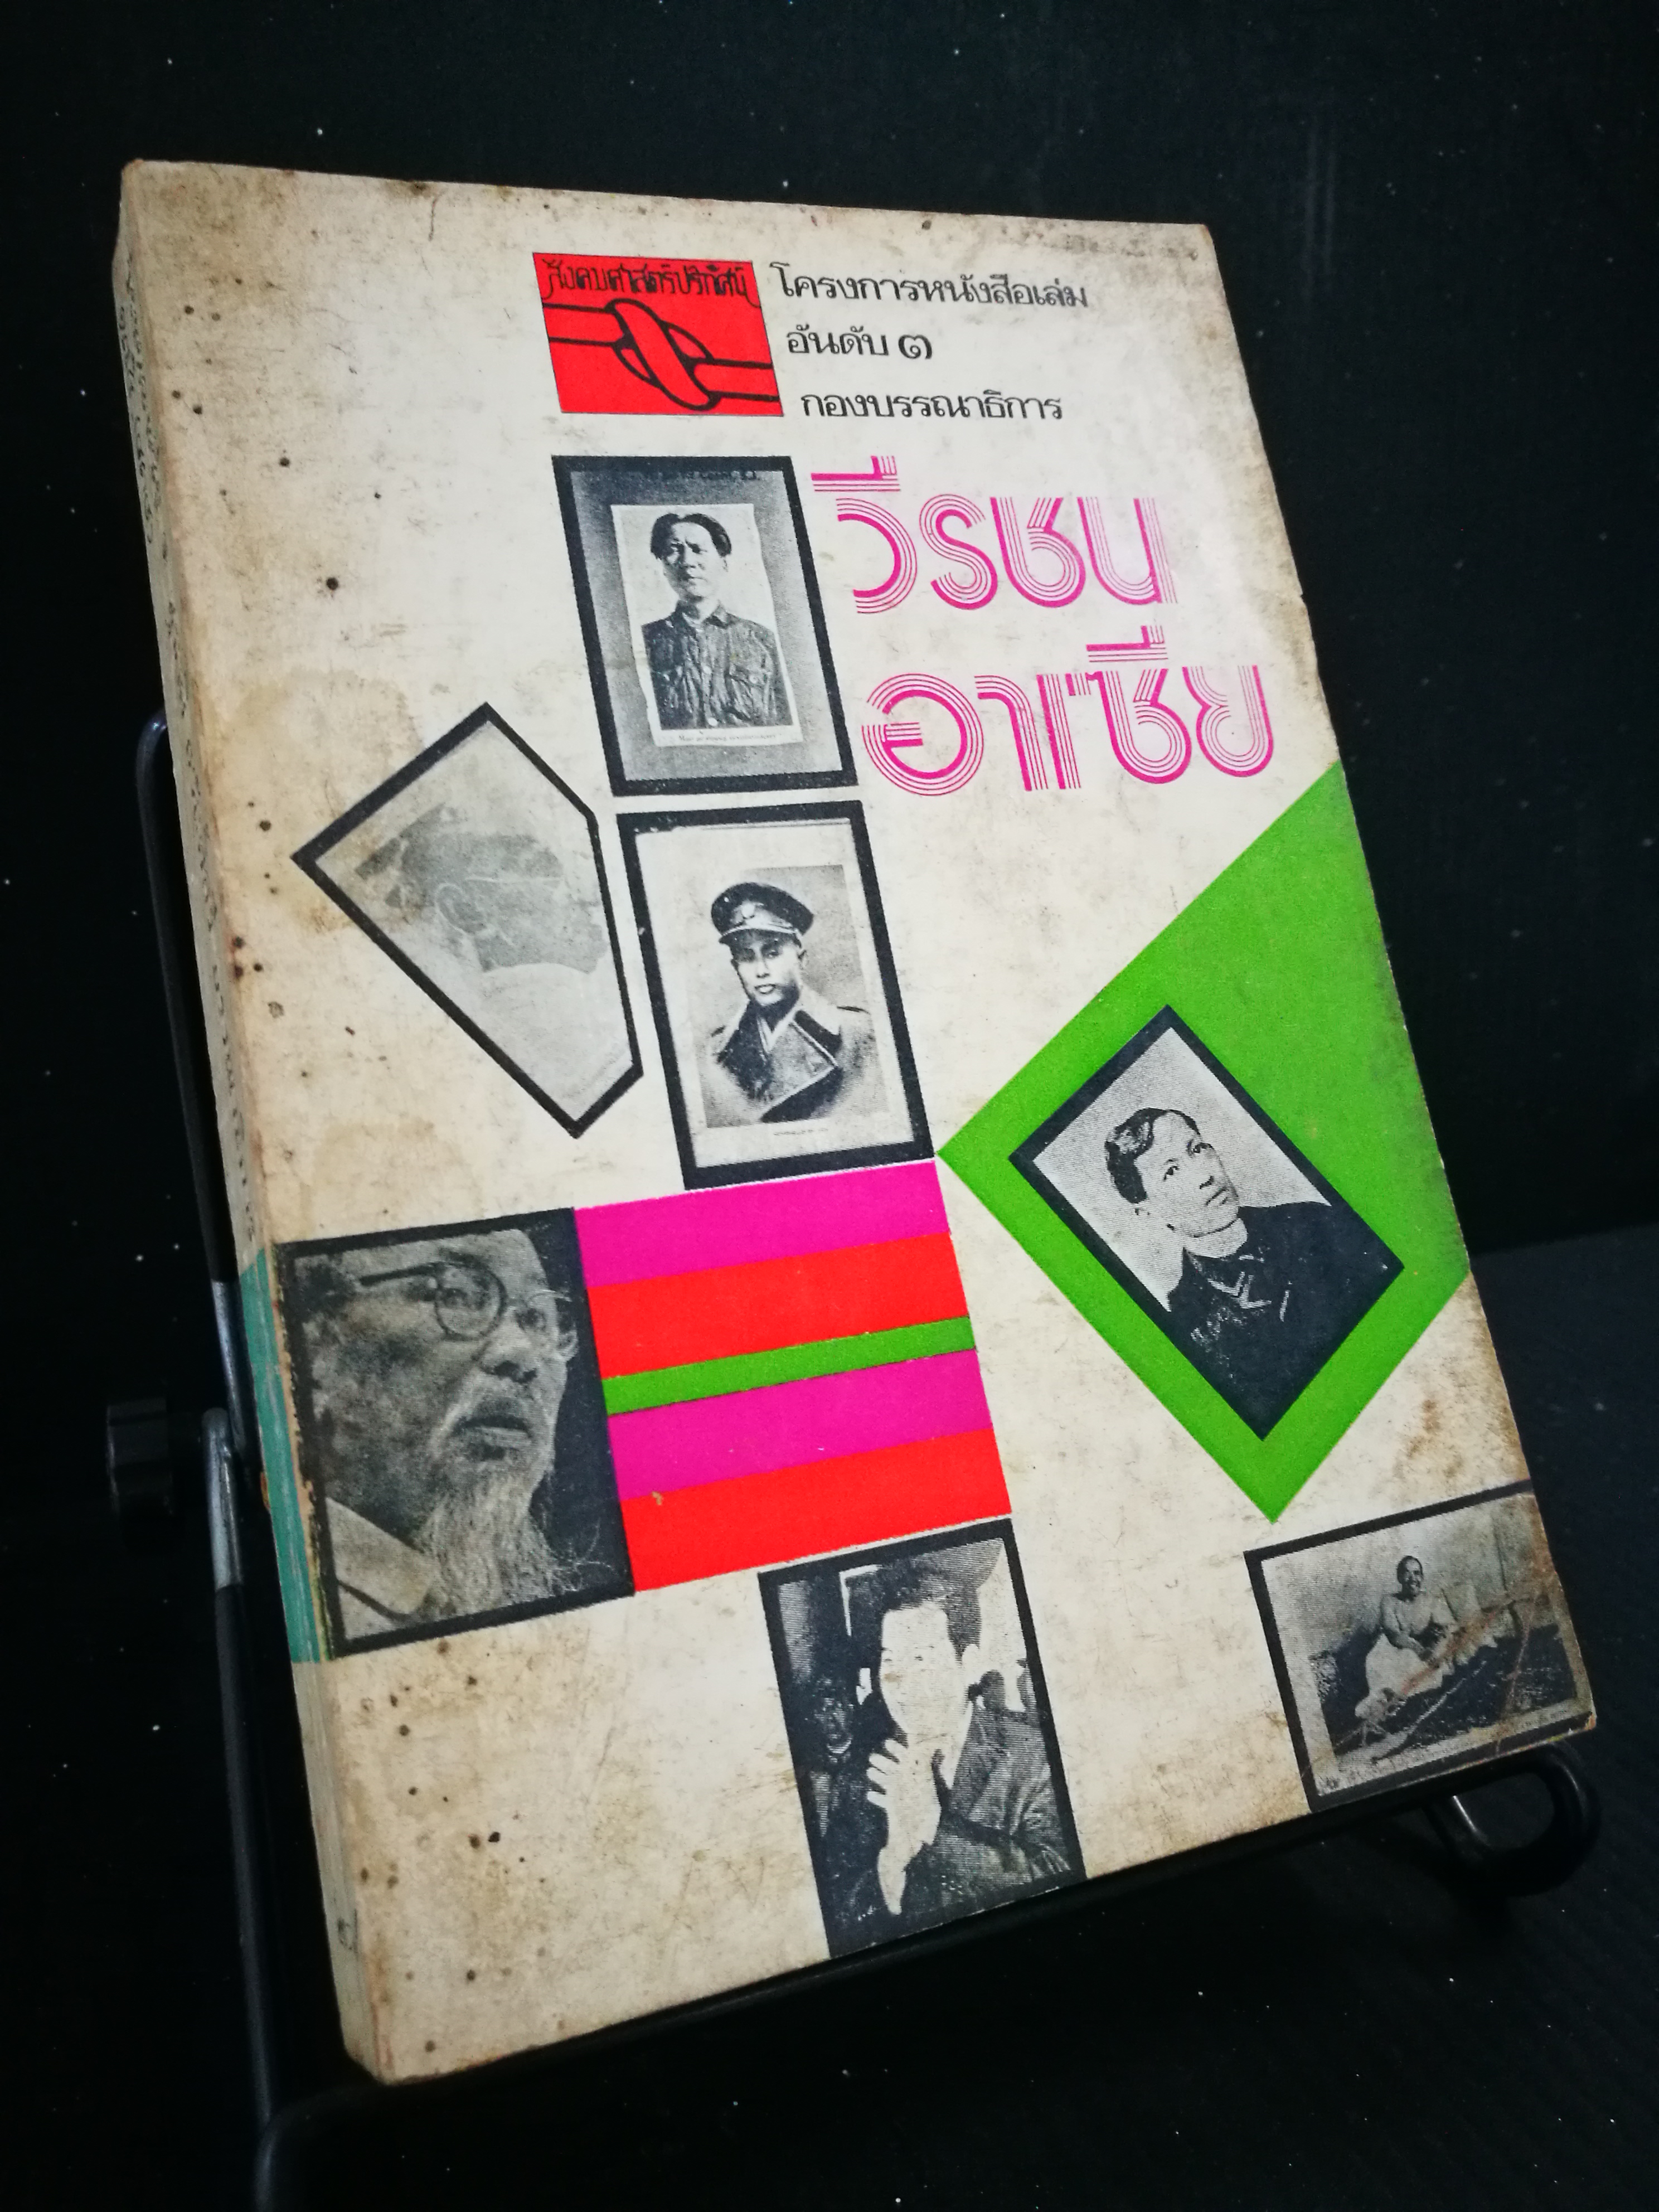 สังคมศาสตร์ปริทัศน์
โครงการหนังสือเล่ม
อันดับ ๓
กองบรรณาธิการ
วีรชน
อาเซีย